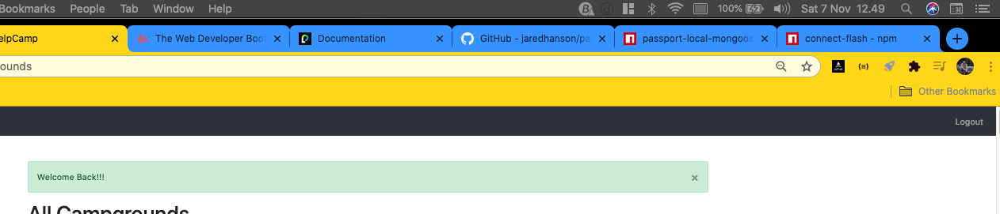 Bookmarks People Tab Window Help 100% Sat 7 Nov 12.49
elpCamp The Web Developer Boot Documentation GitHub - jaredhanson/pa passport-local-mongoos connect-flash - npm
ounds
Other Bookmarks
Logout
Welcome Back!!!
All Campgrounds